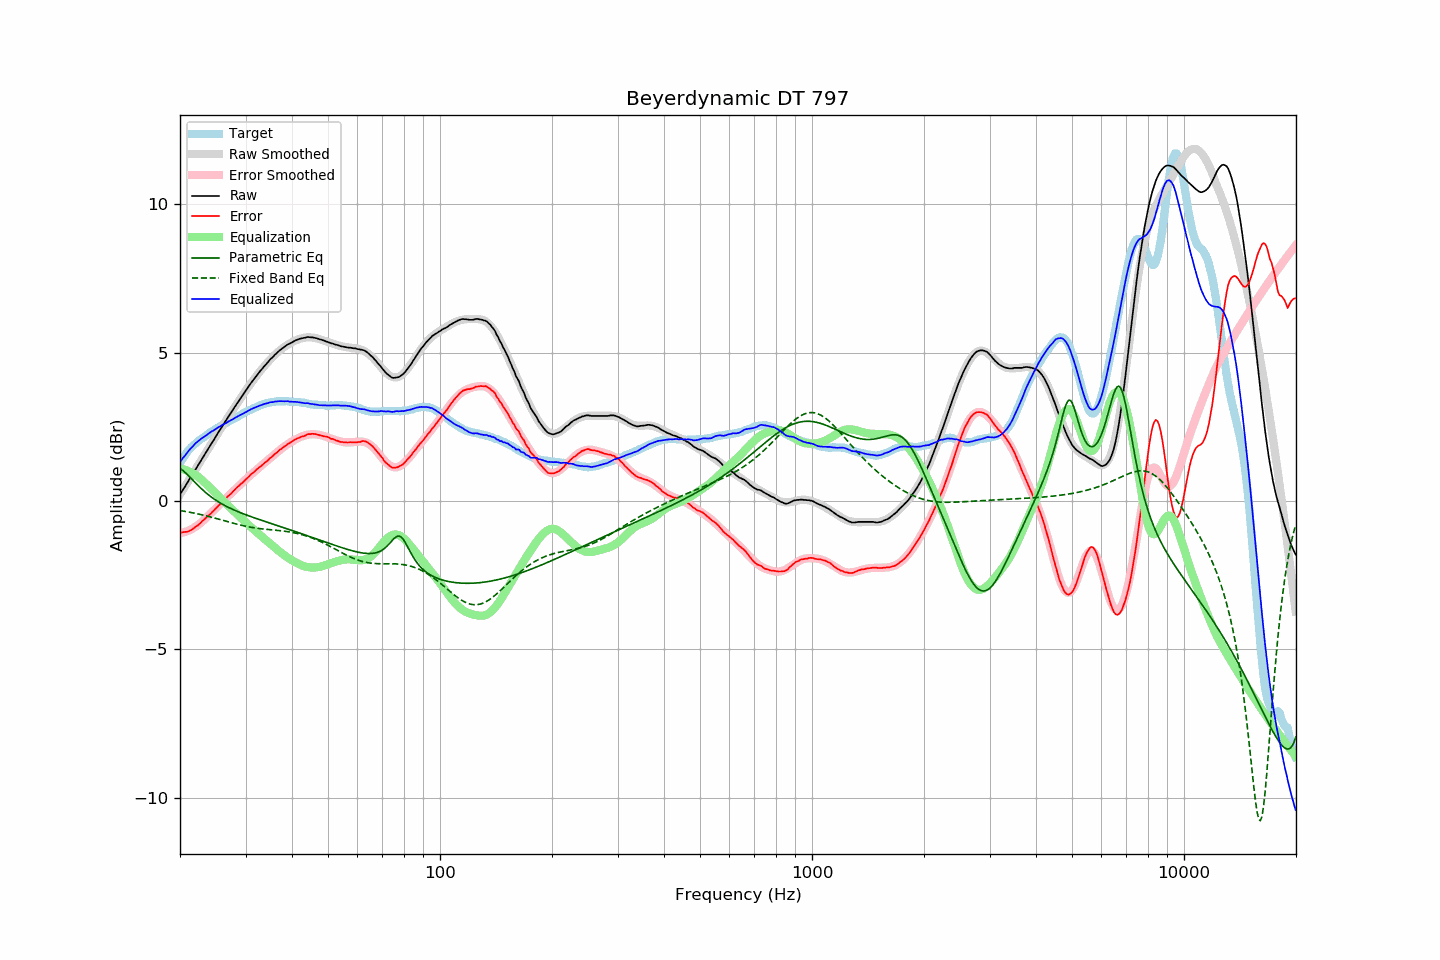 Beyerdynamic DT 797
Target
Raw Smoothed
Error Smoothed
Raw
Error
Equalization
Parametric Eq
Fixed Band Eq
Equalized
10
5
0
−5
−10
Amplitude (dBr)
100
1000
10000
Frequency (Hz)